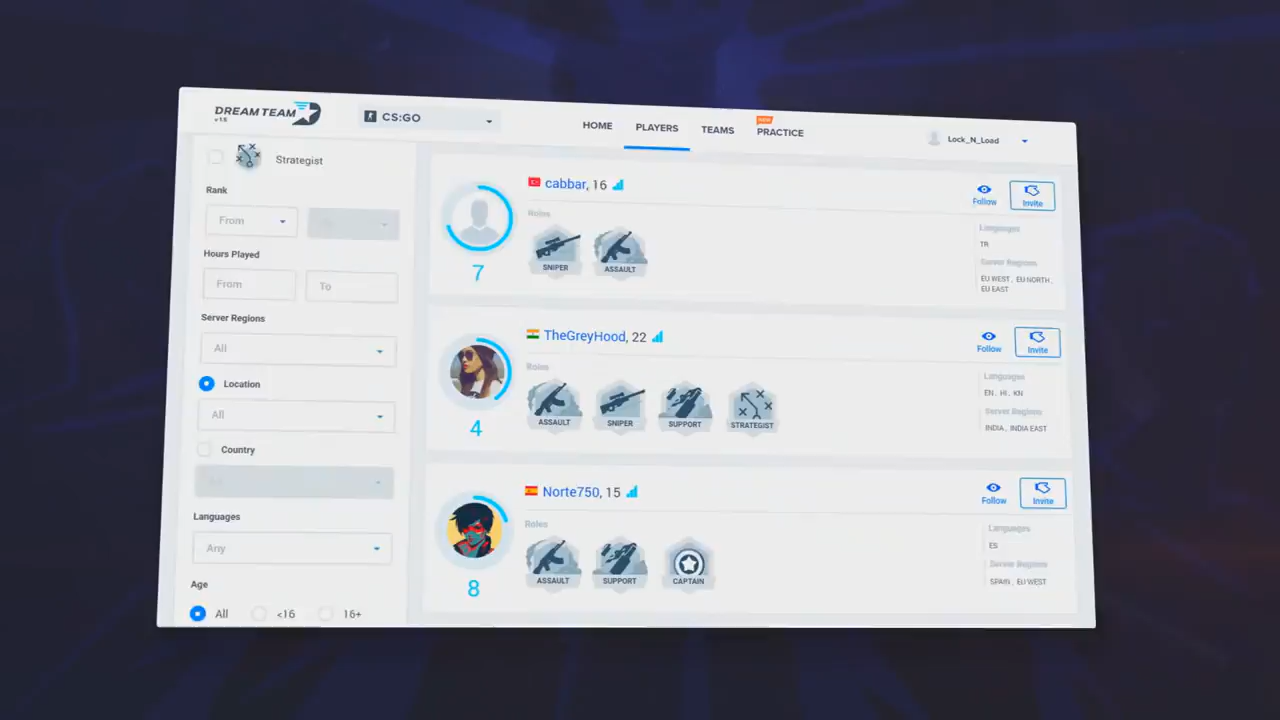 DREAM TEAM
v 1.5
CS:GO
HOME
PLAYERS
TEAMS
NEW
PRACTICE
Lock_N_Load
Strategist
Rank
From
Hours Played
From
To
Server Regions
All
Location
All
Country
Languages
Any
Age
All
<16
16+
cabbar, 16
Roles
SNIPER
ASSAULT
7
Follow
Invite
Languages
TR
Server Regions
EU WEST , EU NORTH ,
EU EAST
TheGreyHood, 22
Roles
ASSAULT
SNIPER
SUPPORT
STRATEGIST
4
Follow
Invite
Languages
EN , HI , KN
Server Regions
INDIA , INDIA EAST
Norte750, 15
Roles
ASSAULT
SUPPORT
CAPTAIN
8
Follow
Invite
Languages
ES
Server Regions
SPAIN , EU WEST